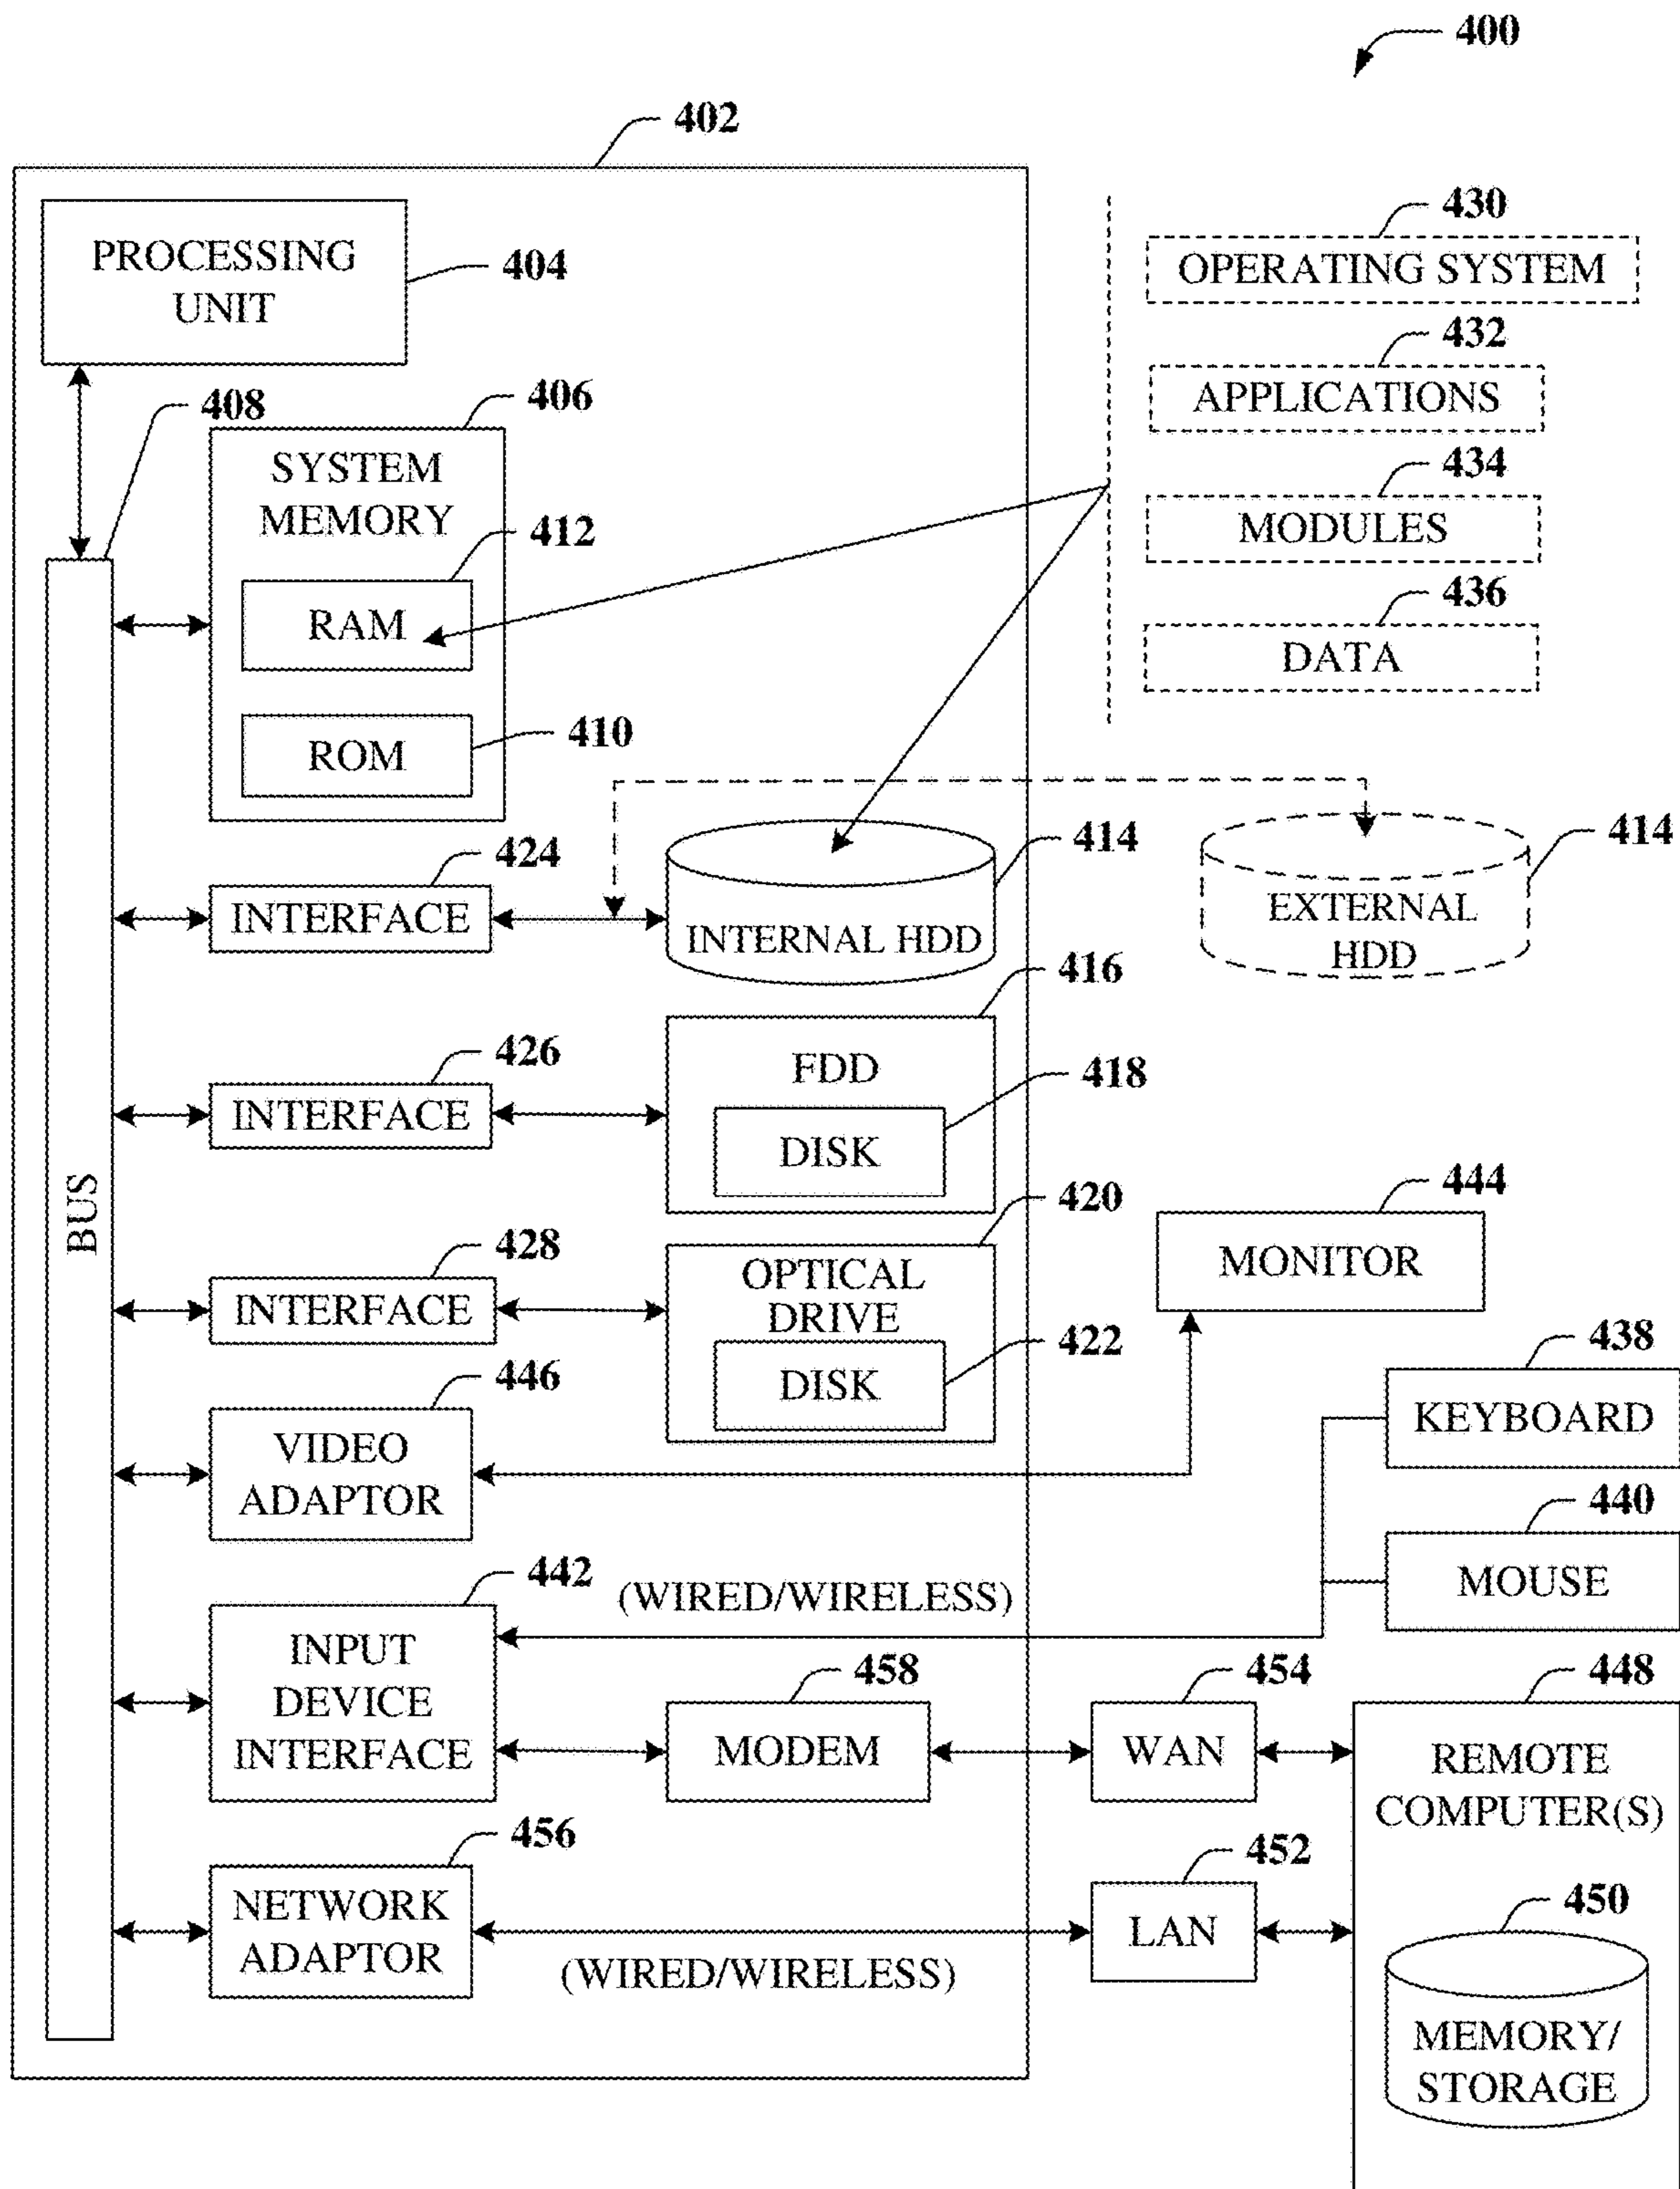 400
402
PROCESSING
UNIT
404
408
406
SYSTEM
MEMORY
412
RAM
ROM
410
430
OPERATING SYSTEM
432
APPLICATIONS
434
MODULES
436
DATA
BUS
424
INTERFACE
414
INTERNAL HDD
414
EXTERNAL
HDD
426
INTERFACE
416
FDD
418
DISK
428
INTERFACE
420
OPTICAL
DRIVE
422
DISK
444
MONITOR
446
VIDEO
ADAPTOR
438
KEYBOARD
440
MOUSE
442
(WIRED/WIRELESS)
INPUT
DEVICE
INTERFACE
458
MODEM
454
WAN
448
REMOTE
COMPUTER(S)
456
NETWORK
ADAPTOR
(WIRED/WIRELESS)
452
LAN
450
MEMORY/
STORAGE